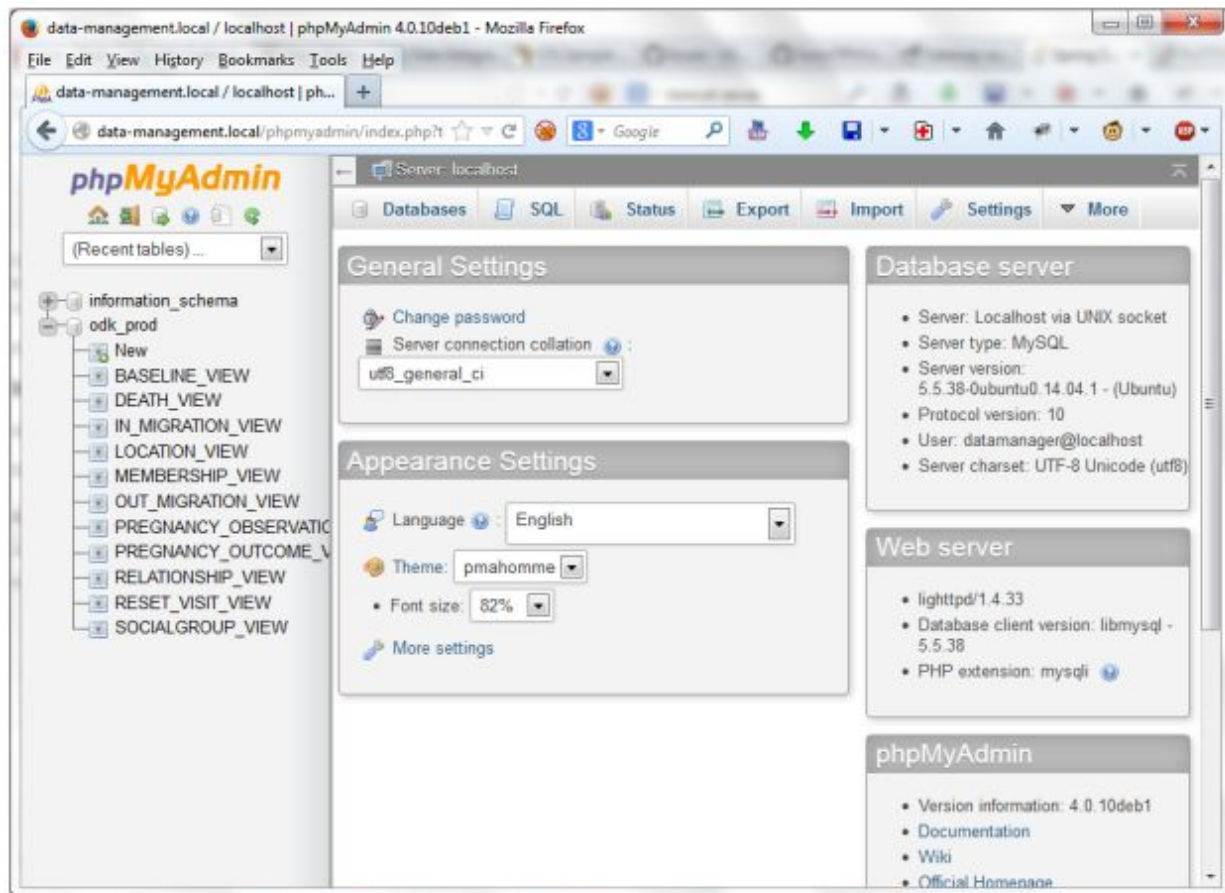 data-management.local / localhost | phpMyAdmin 4.0.10deb1 - Mozilla Firefox
File Edit View History Bookmarks Tools Help
data-management.local / localhost | ph...
data-management.local/phpmyadmin/index.php?t
Google
phpMyAdmin
(Recent tables) ...
information_schema
odk_prod
New
BASELINE_VIEW
DEATH_VIEW
IN_MIGRATION_VIEW
LOCATION_VIEW
MEMBERSHIP_VIEW
OUT_MIGRATION_VIEW
PREGNANCY_OBSERVATIO
PREGNANCY_OUTCOME_V
RELATIONSHIP_VIEW
RESET_VISIT_VIEW
SOCIALGROUP_VIEW
Server: localhost
Databases SQL Status Export Import Settings More
General Settings
Change password
Server connection collation :
utf8_general_ci
Appearance Settings
Language : English
Theme: pmahomme
Font size: 82%
More settings
Database server
Server: Localhost via UNIX socket
Server type: MySQL
Server version:
5.5.38-0ubuntu0.14.04.1 - (Ubuntu)
Protocol version: 10
User: datamanager@localhost
Server charset: UTF-8 Unicode (utf8)
Web server
lighttpd/1.4.33
Database client version: libmysql -
5.5.38
PHP extension: mysqli
phpMyAdmin
Version information: 4.0.10deb1
Documentation
Wiki
Official Homepage